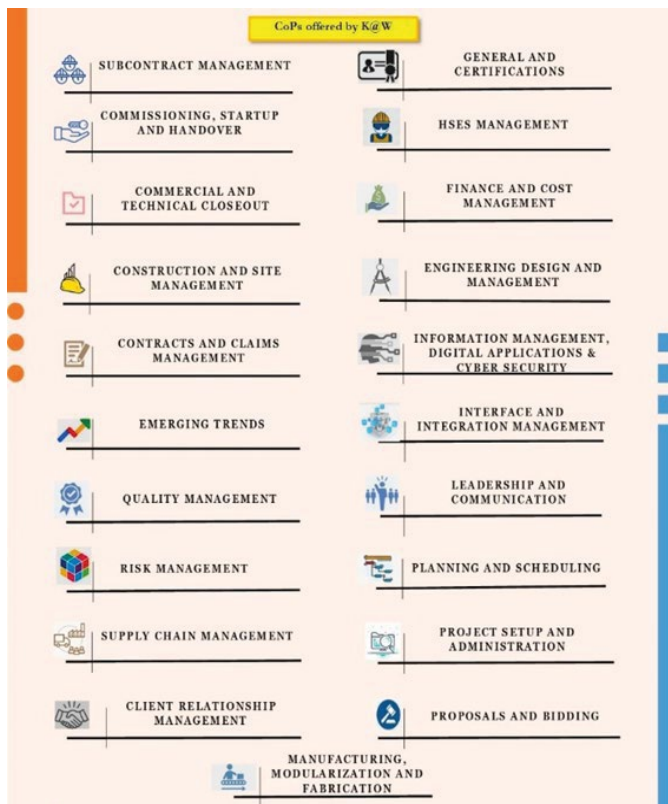 CoPs offered by K@W
SUBCONTRACT MANAGEMENT
COMMISSIONING, STARTUP
AND HANDOVER
COMMERCIAL AND
TECHNICAL CLOSEOUT
CONSTRUCTION AND SITE
MANAGEMENT
CONTRACTS AND CLAIMS
MANAGEMENT
EMERGING TRENDS
QUALITY MANAGEMENT
RISK MANAGEMENT
SUPPLY CHAIN MANAGEMENT
CLIENT RELATIONSHIP
MANAGEMENT
GENERAL AND
CERTIFICATIONS
HSES MANAGEMENT
FINANCE AND COST
MANAGEMENT
ENGINEERING DESIGN AND
MANAGEMENT
INFORMATION MANAGEMENT,
DIGITAL APPLICATIONS &
CYBER SECURITY
INTERFACE AND
INTEGRATION MANAGEMENT
LEADERSHIP AND
COMMUNICATION
PLANNING AND SCHEDULING
PROJECT SETUP AND
ADMINISTRATION
PROPOSALS AND BIDDING
MANUFACTURING,
MODULARIZATION AND
FABRICATION